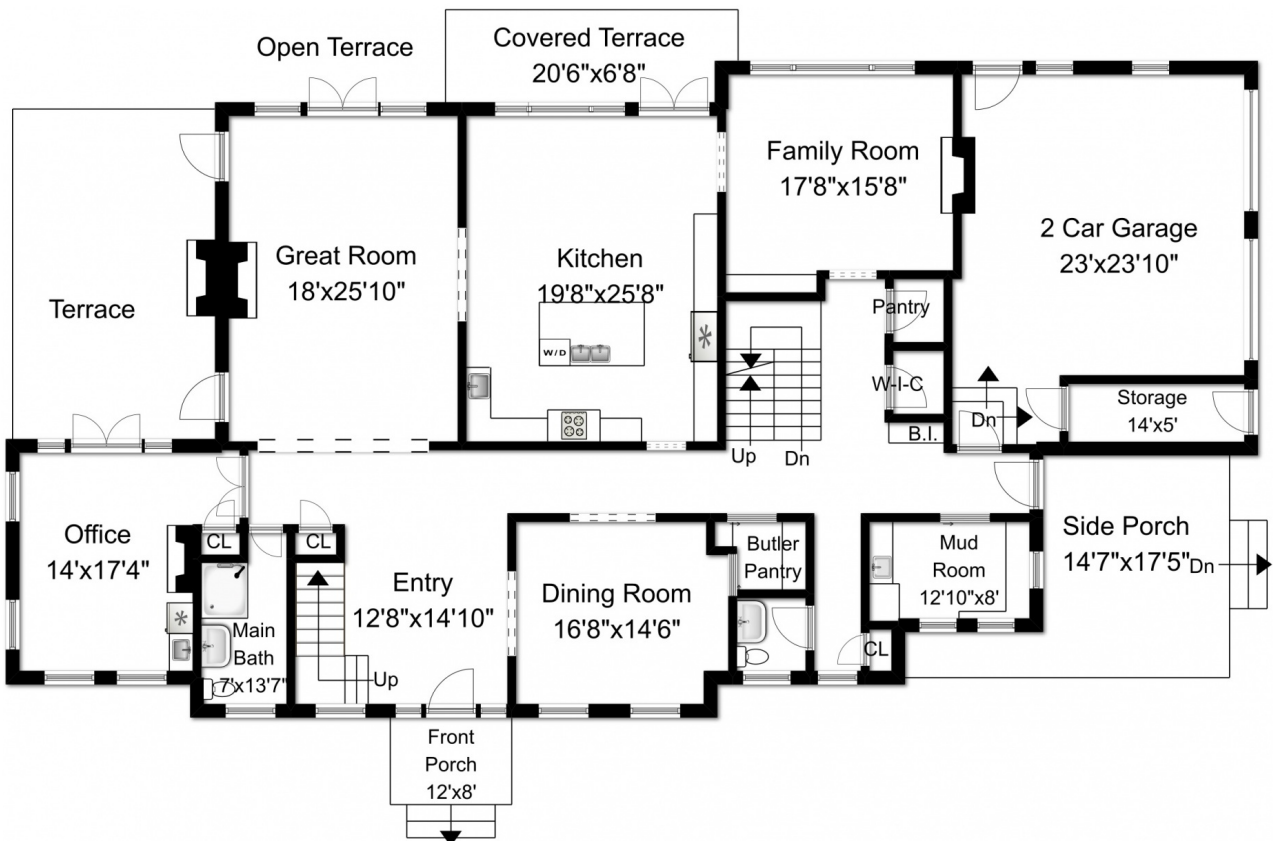 Open Terrace
Covered Terrace
20'6"x6'8"
Family Room
17'8"x15'8"
2 Car Garage
23'x23'10"
Great Room
18'x25'10"
Kitchen
19'8"x25'8"
Terrace
Pantry
W/D
W-I-C
Storage
14'x5'
Dn
B.I.
Up
Dn
Office
14'x17'4"
CL
CL
Entry
12'8"x14'10"
Dining Room
16'8"x14'6"
Butler
Pantry
Mud
Room
12'10"x8'
Side Porch
14'7"x17'5"
Dn
Main
Bath
7'x13'7"
Up
CL
Front
Porch
12'x8'